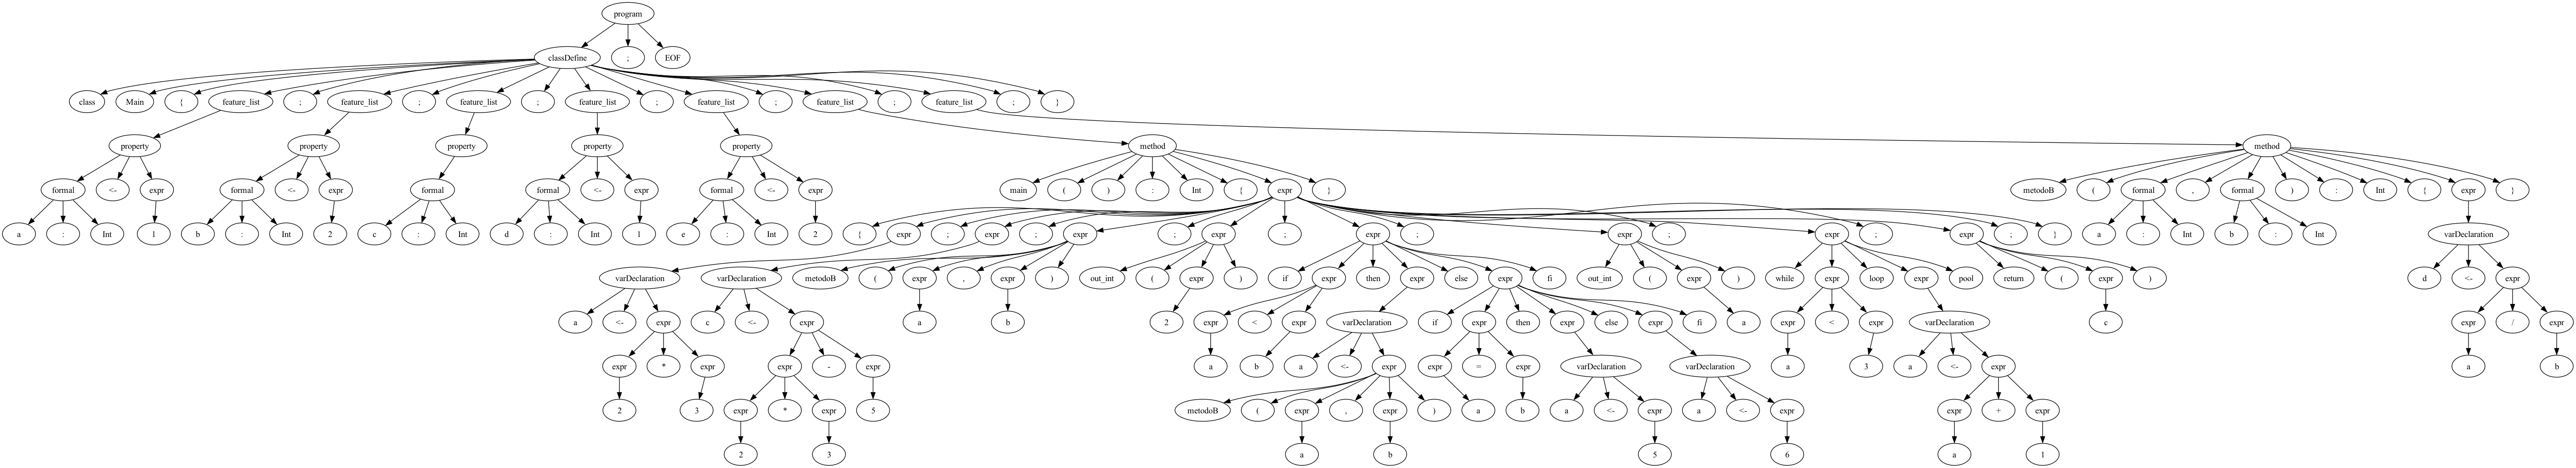 program
classDefine ; EOF
class Main { feature_list ; feature_list ; feature_list ; feature_list ; feature_list ; feature_list ; feature_list ; }
property property property property property method method
formal <- expr formal <- expr formal formal <- expr formal <- expr main ( ) : Int { expr } metodoB ( formal , formal ) : Int { expr }
a : Int 1 b : Int 2 c : Int d : Int 1 e : Int 2 { expr ; expr ; expr ; expr ; expr ; expr ; expr ; expr ; } a : Int b : Int varDeclaration
varDeclaration varDeclaration metodoB ( expr , expr ) out_int ( expr ) if expr then expr else expr fi out_int ( expr ) while expr loop expr pool return ( expr ) d <- expr
a <- expr c <- expr a b 2 expr < expr varDeclaration if expr then expr else expr fi a expr < expr varDeclaration c expr / expr
expr * expr expr - expr a b a <- expr expr = expr varDeclaration varDeclaration a 3 a <- expr a b
2 3 expr * expr 5 metodoB ( expr , expr ) a b a <- expr a <- expr expr + expr
2 3 a b 5 6 a 1